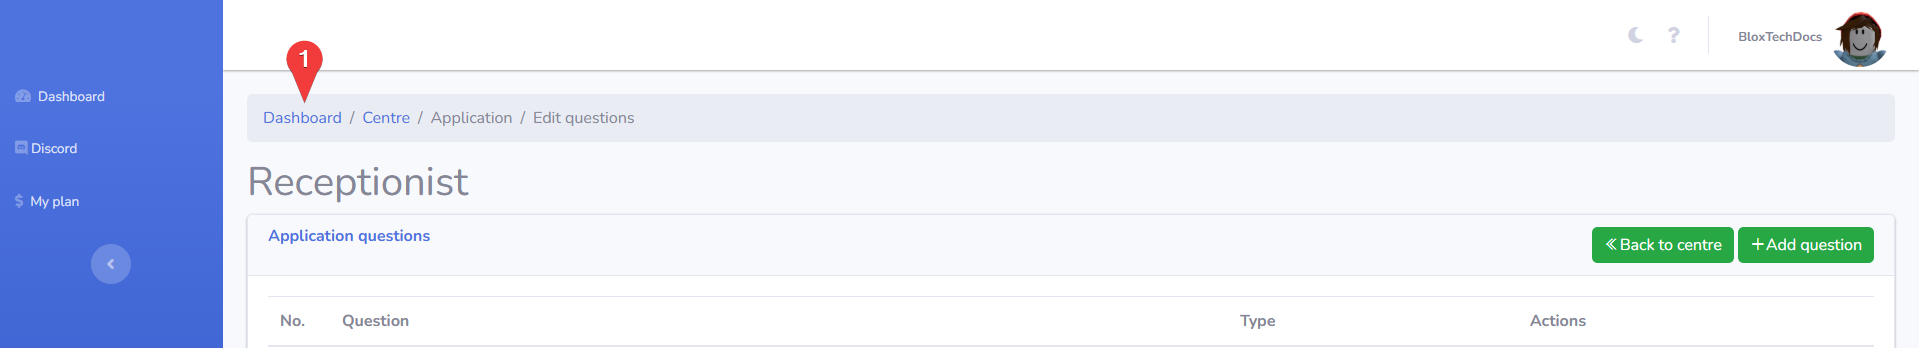 BloxTechDocs
1
Dashboard
Discord
My plan
Dashboard / Centre / Application / Edit questions
Receptionist
Application questions
Back to centre
+Add question
No. Question Type Actions